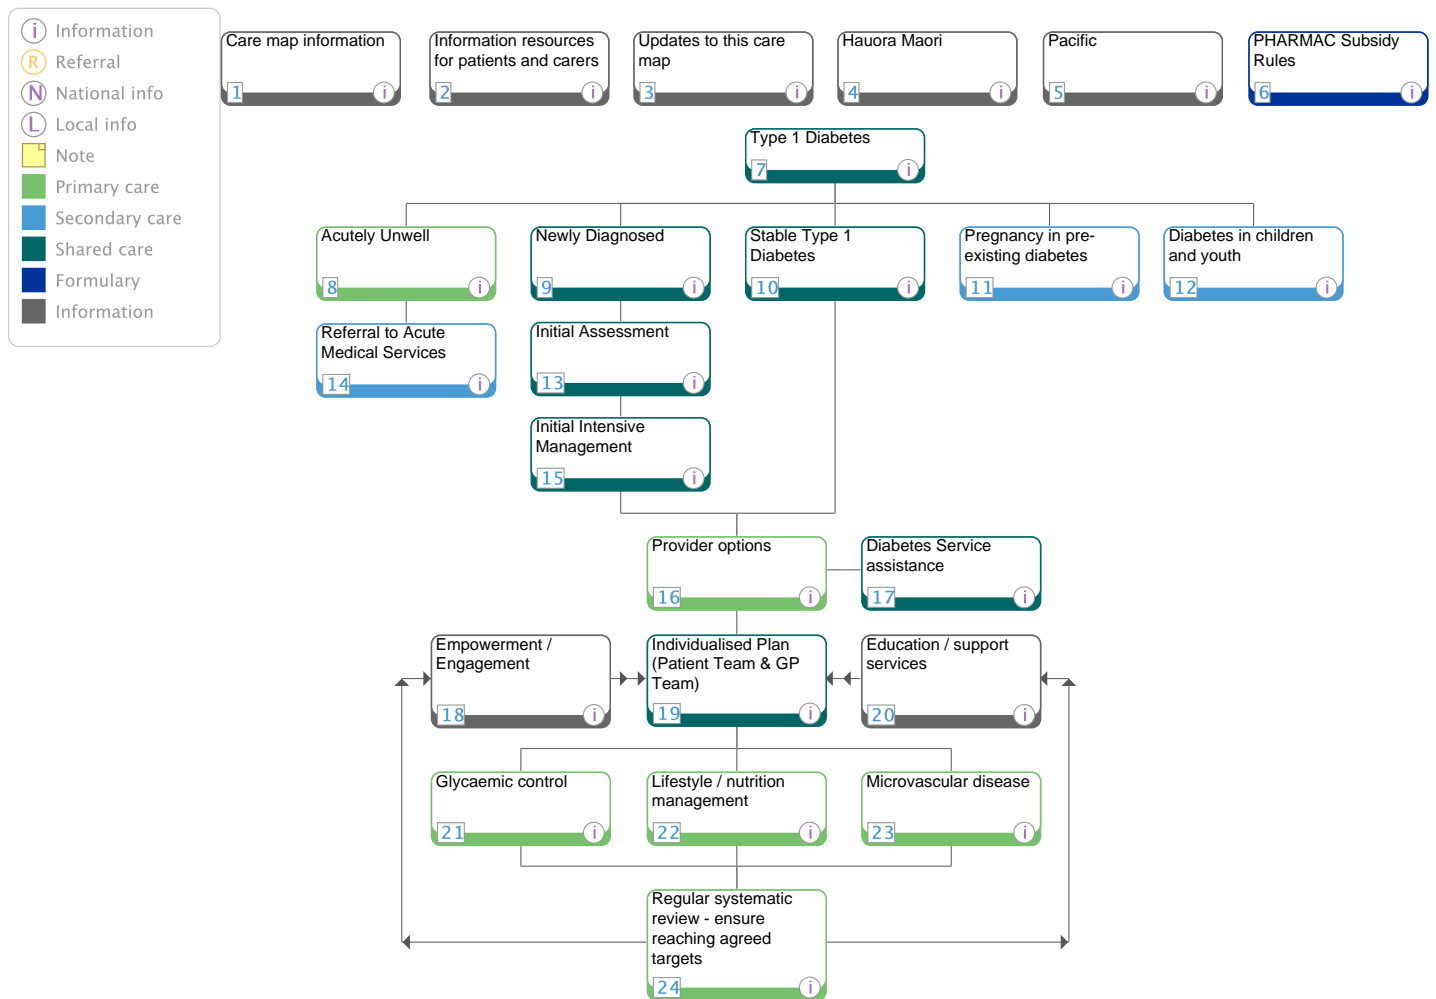 i Information
R Referral
N National info
L Local info
Note
Primary care
Secondary care
Shared care
Formulary
Information
Care map information
1 i
Information resources
for patients and carers
2 i
Updates to this care
map
3 i
Hauora Maori
4 i
Pacific
5 i
PHARMAC Subsidy
Rules
6 i
Type 1 Diabetes
7 i
Acutely Unwell
8 i
Newly Diagnosed
9 i
Stable Type 1
Diabetes
10 i
Pregnancy in pre-
existing diabetes
11 i
Diabetes in children
and youth
12 i
Referral to Acute
Medical Services
14 i
Initial Assessment
13 i
Initial Intensive
Management
15 i
Provider options
16 i
Diabetes Service
assistance
17 i
Empowerment /
Engagement
18 i
Individualised Plan
(Patient Team & GP
Team)
19 i
Education / support
services
20 i
Glycaemic control
21 i
Lifestyle / nutrition
management
22 i
Microvascular disease
23 i
Regular systematic
review - ensure
reaching agreed
targets
24 i